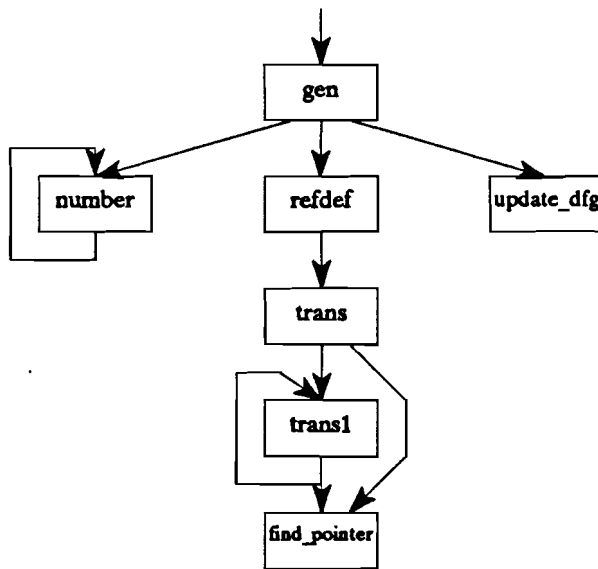 gen
number
refdef
update_dfg
trans
trans1
find_pointer